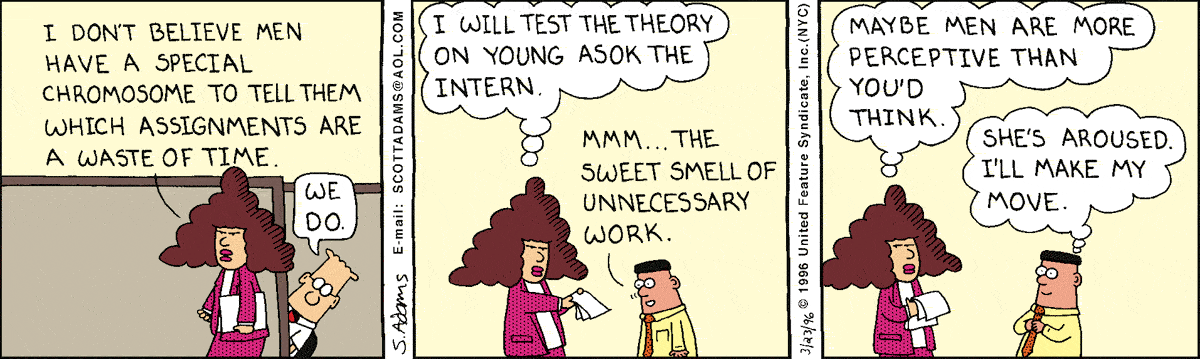 I DON'T BELIEVE MEN
HAVE A SPECIAL
CHROMOSOME TO TELL THEM
WHICH ASSIGNMENTS ARE
A WASTE OF TIME.
WE
DO.
S. Adams
E-mail: SCOTTADAMS@AOL.COM
I WILL TEST THE THEORY
ON YOUNG ASOK THE
INTERN.
MMM... THE
SWEET SMELL OF
UNNECESSARY
WORK.
3/23/96 © 1996 United Feature Syndicate, Inc.(NYC)
MAYBE MEN ARE MORE
PERCEPTIVE THAN
YOU'D
THINK.
SHE'S AROUSED.
I'LL MAKE MY
MOVE.